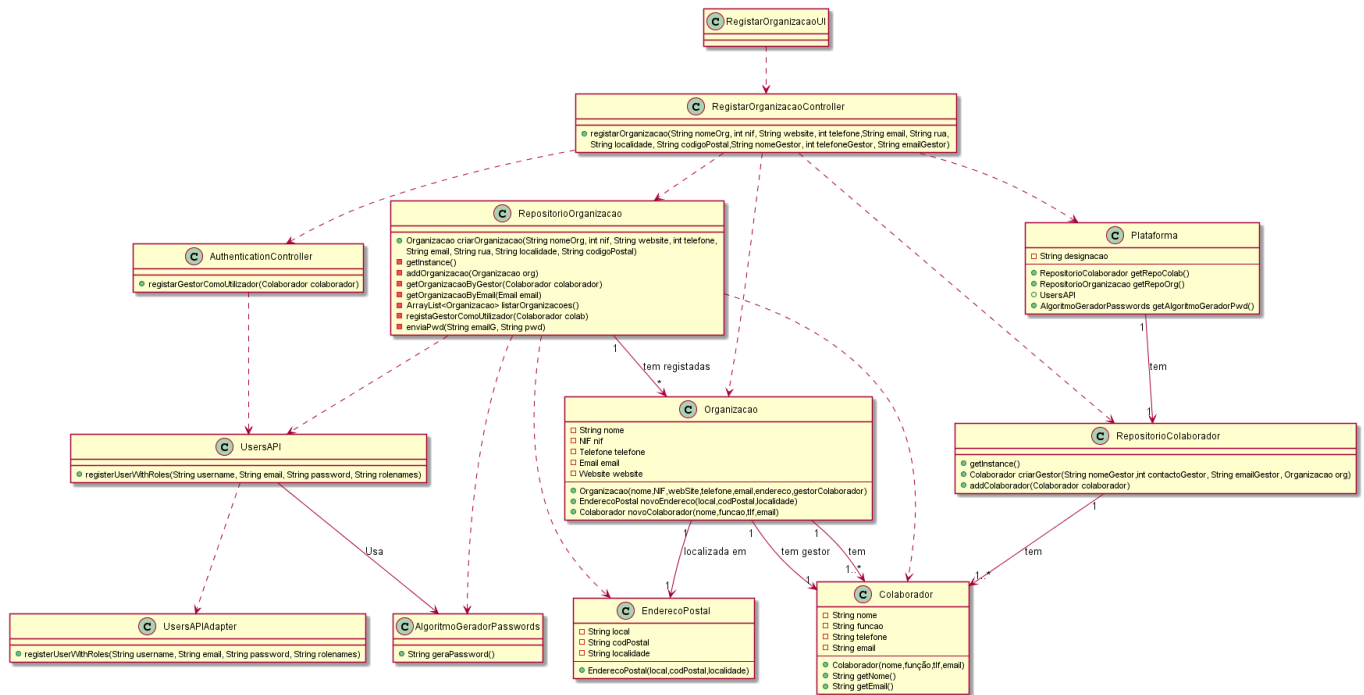 C RegistarOrganizacaoUI
C RegistarOrganizacaoController
registarOrganizacao(String nomeOrg, int nif, String website, int telefone,String email, String rua,
String localidade, String codigoPostal,String nomeGestor, int telefoneGestor, String emailGestor)
C RepositorioOrganizacao
Organizacao criarOrganizacao(String nomeOrg, int nif, String website, int telefone,
String email, String rua, String localidade, String codigoPostal)
getInstance()
addOrganizacao(Organizacao org)
getOrganizacaoByGestor(Colaborador colaborador)
getOrganizacaoByEmail(Email email)
ArrayList<Organizacao> listarOrganizacoes()
registaGestorComoUtilizador(Colaborador colab)
enviaPwd(String emailG, String pwd)
C Plataforma
String designacao
RepositorioColaborador getRepoColab()
RepositorioOrganizacao getRepoOrg()
UsersAPI
AlgoritmoGeradorPasswords getAlgoritmoGeradorPwd()
C AuthenticationController
registarGestorComoUtilizador(Colaborador colaborador)
1
tem registadas
*
1
tem
1
C Organizacao
String nome
NIF nif
Telefone telefone
Email email
Website website
Organizacao(nome,NIF,webSite,telefone,email,endereco,gestorColaborador)
EnderecoPostal novoEndereco(local,codPostal,localidade)
Colaborador novoColaborador(nome,funcao,tlf,email)
C UsersAPI
registerUserWithRoles(String username, String email, String password, String rolenames)
C RepositorioColaborador
getInstance()
Colaborador criarGestor(String nomeGestor,int contactoGestor, String emailGestor, Organizacao org)
addColaborador(Colaborador colaborador)
Usa
1
localizada em
1
1
tem gestor
1
1
tem
1..*
1
tem
1..*
C UsersAPIAdapter
registerUserWithRoles(String username, String email, String password, String rolenames)
C AlgoritmoGeradorPasswords
String geraPassword()
C EnderecoPostal
String local
String codPostal
String localidade
EnderecoPostal(local,codPostal,localidade)
C Colaborador
String nome
String funcao
String telefone
String email
Colaborador(nome,função,tlf,email)
String getNome()
String getEmail()